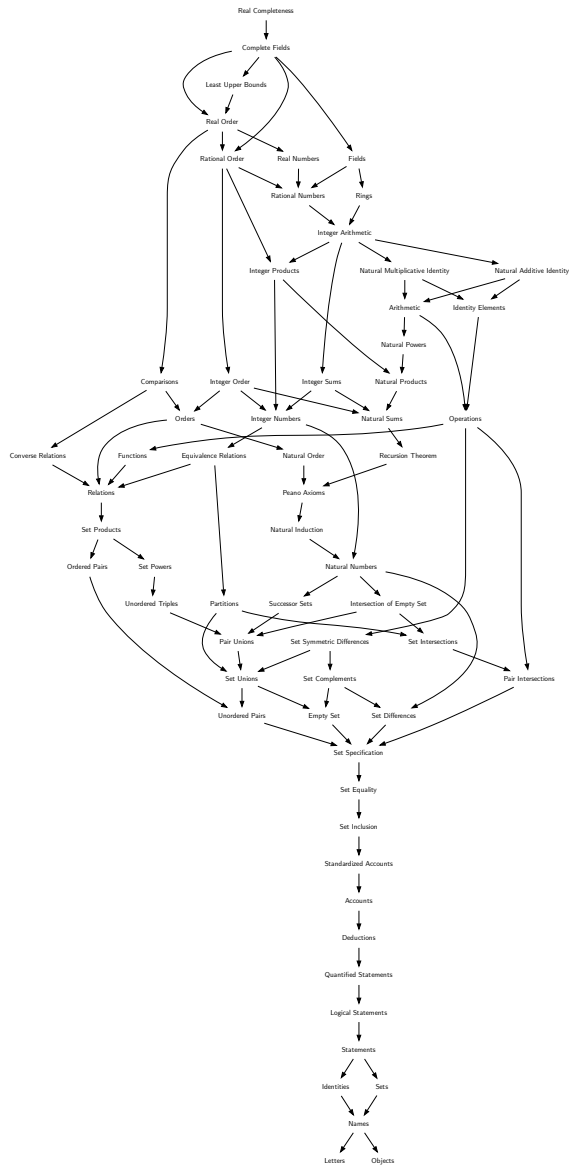 Real Completeness
Complete Fields
Least Upper Bounds
Real Order
Rational Order Real Numbers Fields
Rational Numbers Rings
Integer Arithmetic
Integer Products Natural Multiplicative Identity Natural Additive Identity
Arithmetic Identity Elements
Natural Powers
Comparisons Integer Order Integer Sums Natural Products
Orders Integer Numbers Natural Sums Operations
Converse Relations Functions Equivalence Relations Natural Order Recursion Theorem
Relations Peano Axioms
Set Products Natural Induction
Ordered Pairs Set Powers Natural Numbers
Unordered Triples Partitions Successor Sets Intersection of Empty Set
Pair Unions Set Symmetric Differences Set Intersections
Set Unions Set Complements Pair Intersections
Unordered Pairs Empty Set Set Differences
Set Specification
Set Equality
Set Inclusion
Standardized Accounts
Accounts
Deductions
Quantified Statements
Logical Statements
Statements
Identities Sets
Names
Letters Objects